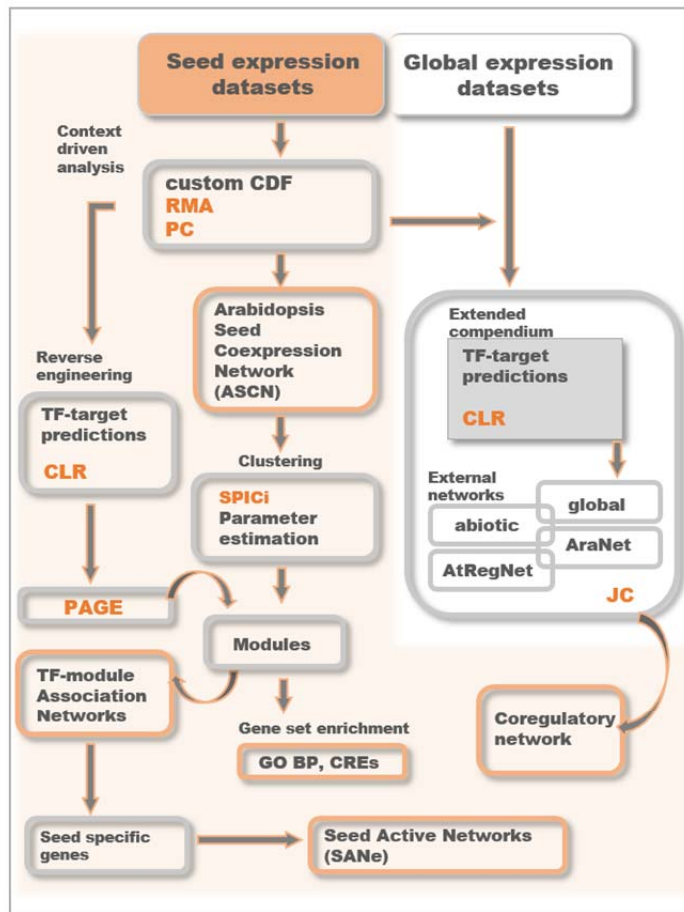 Seed expression
datasets
Global expression
datasets
Context
driven
analysis
custom CDF
RMA
PC
Arabidopsis
Seed
Coexpression
Network
(ASCN)
Extended
compendium
TF-target
predictions
CLR
Reverse
engineering
TF-target
predictions
CLR
Clustering
SPICi
Parameter
estimation
External
networks
global
abiotic
AraNet
AtRegNet
JC
PAGE
Modules
TF-module
Association
Networks
Gene set enrichment
GO BP, CREs
Coregulatory
network
Seed specific
genes
Seed Active Networks
(SANe)